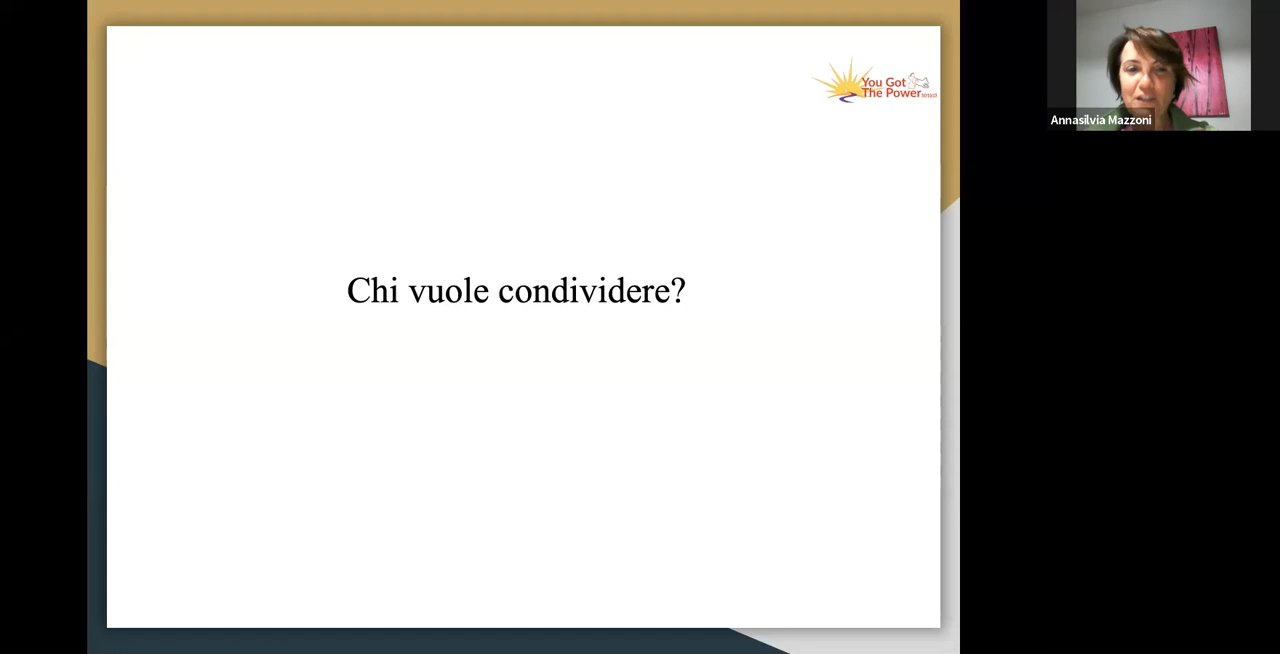 You Got
The Power
Annasilvia Mazzoni
Chi vuole condividere?